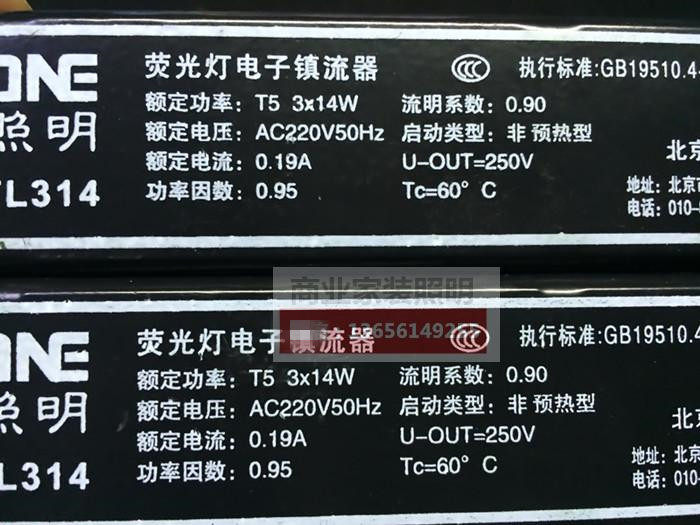 ONE
照明
TL314
荧光灯电子镇流器
额定功率: T5 3x14W
额定电压: AC220V50Hz
额定电流: 0.19A
功率因数: 0.95
CCC
流明系数: 0.90
启动类型: 非 预热型
U-OUT=250V
Tc=60° C
执行标准:GB19510.4
北京
地址: 北京市
电话: 010-
商业家装照明
ONE
照明
L314
荧光灯电子镇流器
额定功率: T5 3x14W
额定电压: AC220V50Hz
额定电流: 0.19A
功率因数: 0.95
CCC
流明系数: 0.90
启动类型: 非 预热型
U-OUT=250V
Tc=60° C
执行标准:GB19510.4
北京
地址: 北京
电话: 010-